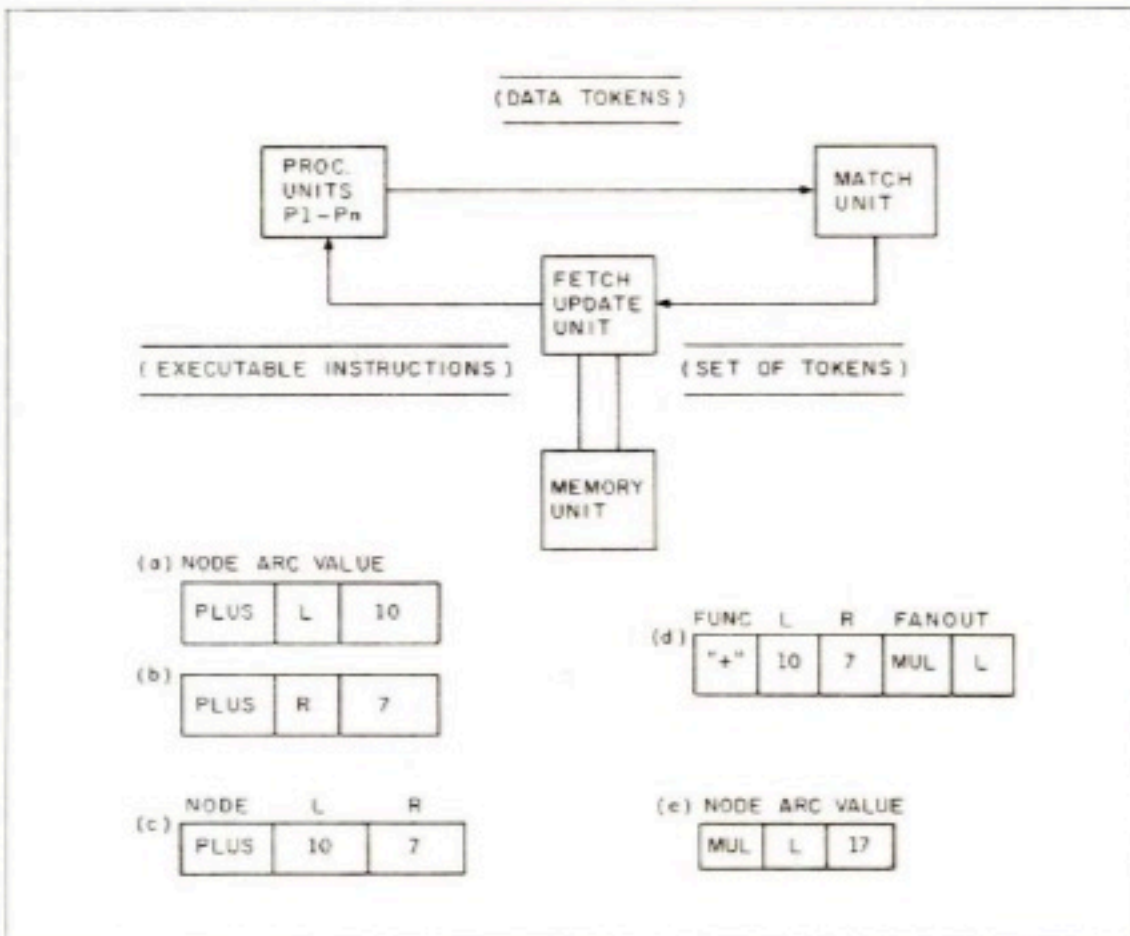 (DATA TOKENS)
PROC.
UNITS
P1-Pn
MATCH
UNIT
FETCH
UPDATE
UNIT
(EXECUTABLE INSTRUCTIONS)
(SET OF TOKENS)
MEMORY
UNIT
(a) NODE ARC VALUE
PLUS L 10
(b)
PLUS R 7
(c) NODE L R
PLUS 10 7
(d) FUNC L R FANOUT
"+" 10 7 MUL L
(e) NODE ARC VALUE
MUL L 17